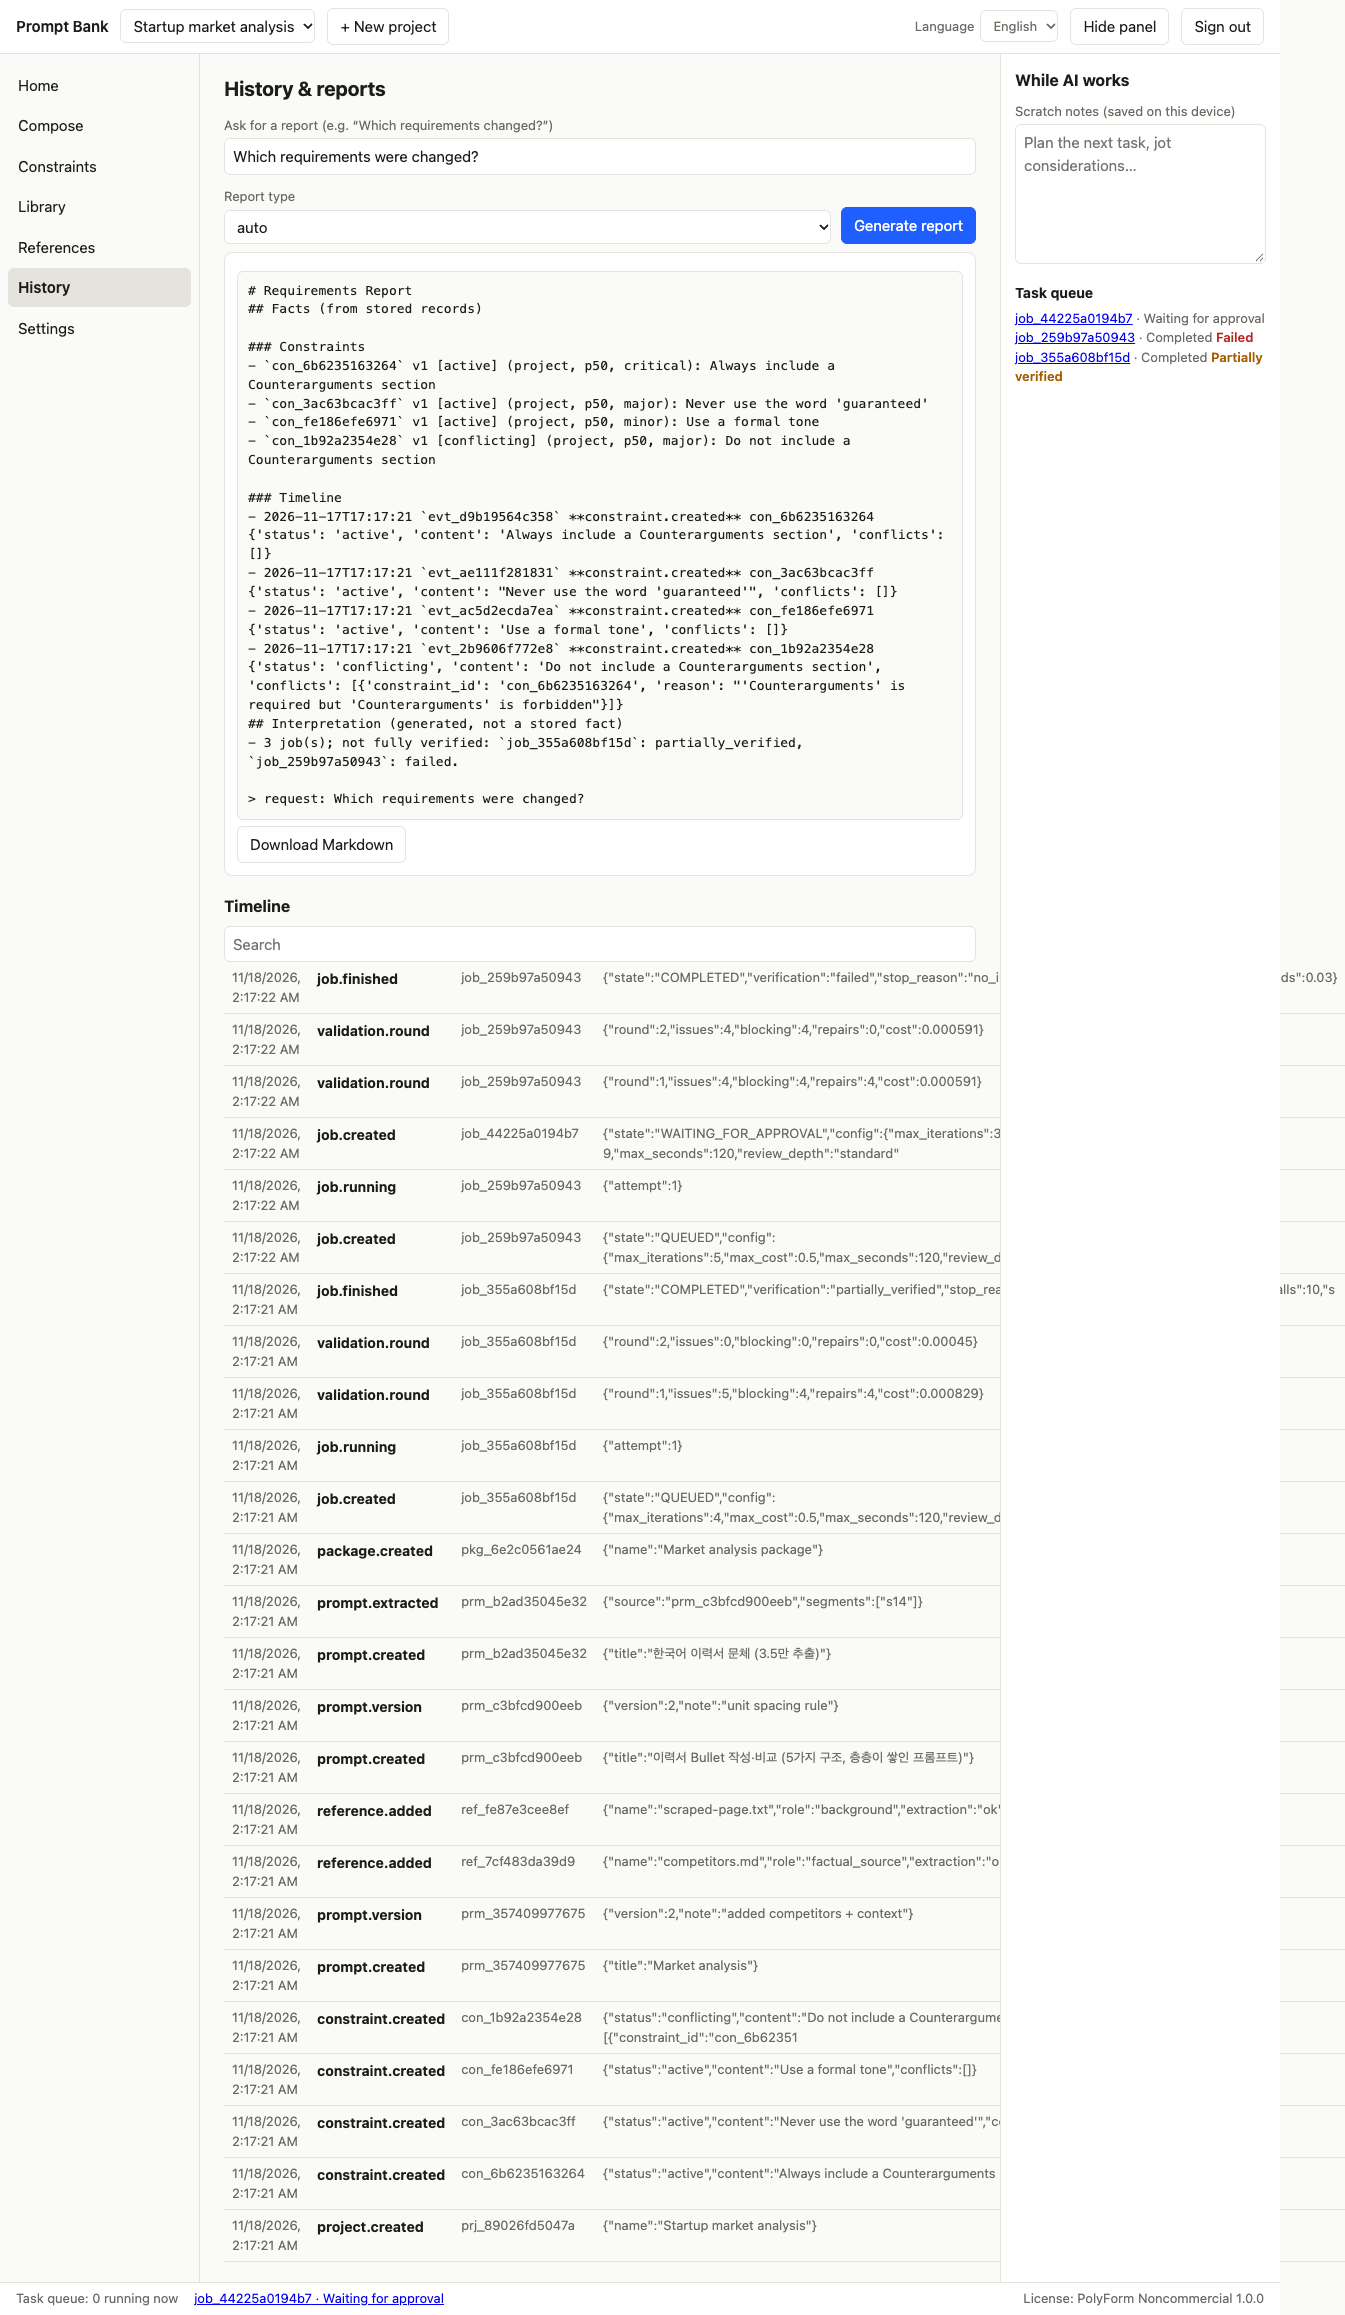 Prompt Bank
Startup market analysis
+ New project
Language
English
Hide panel
Sign out
Home
Compose
Constraints
Library
References
History
Settings
History & reports
Ask for a report (e.g. “Which requirements changed?”)
Which requirements were changed?
Report type
auto
Generate report
# Requirements Report
## Facts (from stored records)
### Constraints
- `con_6b6235163264` v1 [active] (project, p50, critical): Always include a
Counterarguments section
- `con_3ac63bcac3ff` v1 [active] (project, p50, major): Never use the word 'guaranteed'
- `con_fe186efe6971` v1 [active] (project, p50, minor): Use a formal tone
- `con_1b92a2354e28` v1 [conflicting] (project, p50, major): Do not include a
Counterarguments section
### Timeline
- 2026-11-17T17:17:21 `evt_d9b19564c358` **constraint.created** con_6b6235163264
{'status': 'active', 'content': 'Always include a Counterarguments section', 'conflicts':
[]}
- 2026-11-17T17:17:21 `evt_ae111f281831` **constraint.created** con_3ac63bcac3ff
{'status': 'active', 'content': "Never use the word 'guaranteed'", 'conflicts': []}
- 2026-11-17T17:17:21 `evt_ac5d2ecda7ea` **constraint.created** con_fe186efe6971
{'status': 'active', 'content': 'Use a formal tone', 'conflicts': []}
- 2026-11-17T17:17:21 `evt_2b9606f772e8` **constraint.created** con_1b92a2354e28
{'status': 'conflicting', 'content': 'Do not include a Counterarguments section',
'conflicts': [{'constraint_id': 'con_6b6235163264', 'reason': "'Counterarguments' is
required but 'Counterarguments' is forbidden"}]}
## Interpretation (generated, not a stored fact)
- 3 job(s); not fully verified: `job_355a608bf15d`: partially_verified,
`job_259b97a50943`: failed.
> request: Which requirements were changed?
Download Markdown
Timeline
Search
11/18/2026, job.finished job_259b97a50943 {"state":"COMPLETED","verification":"failed","stop_reason":"no_i ds":0.03}
2:17:22 AM
11/18/2026, validation.round job_259b97a50943 {"round":2,"issues":4,"blocking":4,"repairs":0,"cost":0.000591}
2:17:22 AM
11/18/2026, validation.round job_259b97a50943 {"round":1,"issues":4,"blocking":4,"repairs":4,"cost":0.000591}
2:17:22 AM
11/18/2026, job.created job_44225a0194b7 {"state":"WAITING_FOR_APPROVAL","config":{"max_iterations":3
2:17:22 AM 9,"max_seconds":120,"review_depth":"standard"
11/18/2026, job.running job_259b97a50943 {"attempt":1}
2:17:22 AM
11/18/2026, job.created job_259b97a50943 {"state":"QUEUED","config":
2:17:22 AM {"max_iterations":5,"max_cost":0.5,"max_seconds":120,"review_d
11/18/2026, job.finished job_355a608bf15d {"state":"COMPLETED","verification":"partially_verified","stop_rea alls":10,"s
2:17:21 AM
11/18/2026, validation.round job_355a608bf15d {"round":2,"issues":0,"blocking":0,"repairs":0,"cost":0.00045}
2:17:21 AM
11/18/2026, validation.round job_355a608bf15d {"round":1,"issues":5,"blocking":4,"repairs":4,"cost":0.000829}
2:17:21 AM
11/18/2026, job.running job_355a608bf15d {"attempt":1}
2:17:21 AM
11/18/2026, job.created job_355a608bf15d {"state":"QUEUED","config":
2:17:21 AM {"max_iterations":4,"max_cost":0.5,"max_seconds":120,"review_d
11/18/2026, package.created pkg_6e2c0561ae24 {"name":"Market analysis package"}
2:17:21 AM
11/18/2026, prompt.extracted prm_b2ad35045e32 {"source":"prm_c3bfcd900eeb","segments":["s14"]}
2:17:21 AM
11/18/2026, prompt.created prm_b2ad35045e32 {"title":"한국어 이력서 문체 (3.5만 추출)"}
2:17:21 AM
11/18/2026, prompt.version prm_c3bfcd900eeb {"version":2,"note":"unit spacing rule"}
2:17:21 AM
11/18/2026, prompt.created prm_c3bfcd900eeb {"title":"이력서 Bullet 작성·비교 (5가지 구조, 층층이 쌓인 프롬프트)"}
2:17:21 AM
11/18/2026, reference.added ref_fe87e3cee8ef {"name":"scraped-page.txt","role":"background","extraction":"ok"
2:17:21 AM
11/18/2026, reference.added ref_7cf483da39d9 {"name":"competitors.md","role":"factual_source","extraction":"o
2:17:21 AM
11/18/2026, prompt.version prm_357409977675 {"version":2,"note":"added competitors + context"}
2:17:21 AM
11/18/2026, prompt.created prm_357409977675 {"title":"Market analysis"}
2:17:21 AM
11/18/2026, constraint.created con_1b92a2354e28 {"status":"conflicting","content":"Do not include a Counterargume
2:17:21 AM [{"constraint_id":"con_6b62351
11/18/2026, constraint.created con_fe186efe6971 {"status":"active","content":"Use a formal tone","conflicts":[]}
2:17:21 AM
11/18/2026, constraint.created con_3ac63bcac3ff {"status":"active","content":"Never use the word 'guaranteed'","co
2:17:21 AM
11/18/2026, constraint.created con_6b6235163264 {"status":"active","content":"Always include a Counterarguments
2:17:21 AM
11/18/2026, project.created prj_89026fd5047a {"name":"Startup market analysis"}
2:17:21 AM
While AI works
Scratch notes (saved on this device)
Plan the next task, jot
considerations...
Task queue
job_44225a0194b7 · Waiting for approval
job_259b97a50943 · Completed Failed
job_355a608bf15d · Completed Partially
verified
Task queue: 0 running now
job_44225a0194b7 · Waiting for approval
License: PolyForm Noncommercial 1.0.0